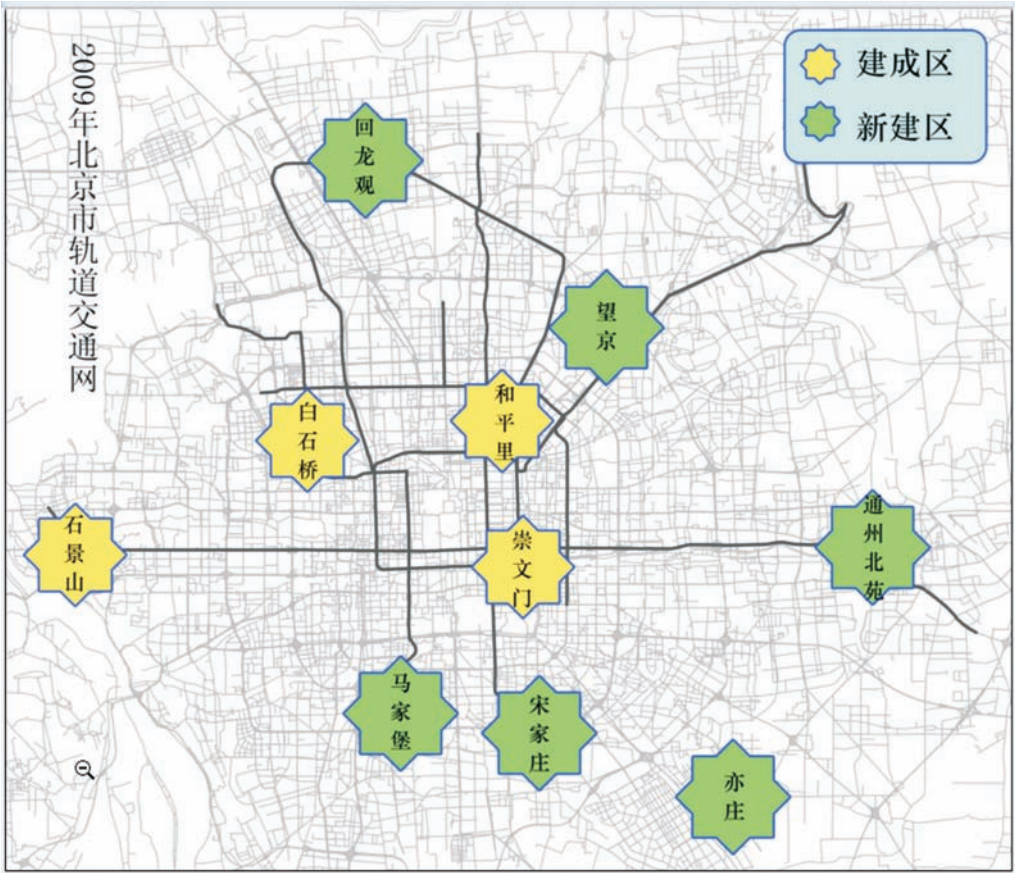 2009年北京市轨道交通网
建成区
新建区
回龙观
望京
和平里
白石桥
石景山
崇文门
通州北苑
马家堡
宋家庄
亦庄